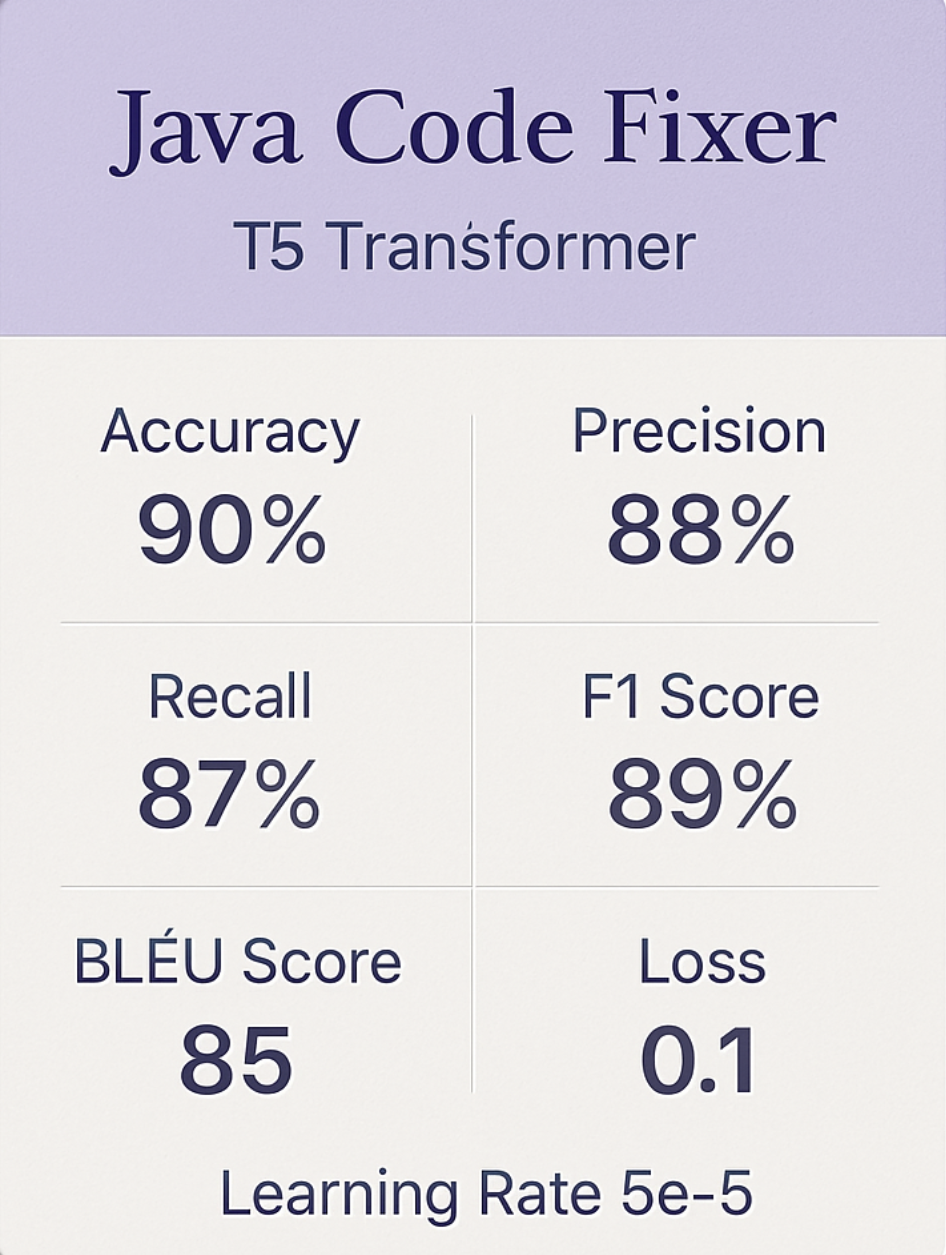 Java Code Fixer
T5 Transformer
Accuracy
90%
Precision
88%
Recall
87%
F1 Score
89%
BLÉU Score
85
Loss
0.1
Learning Rate 5e-5